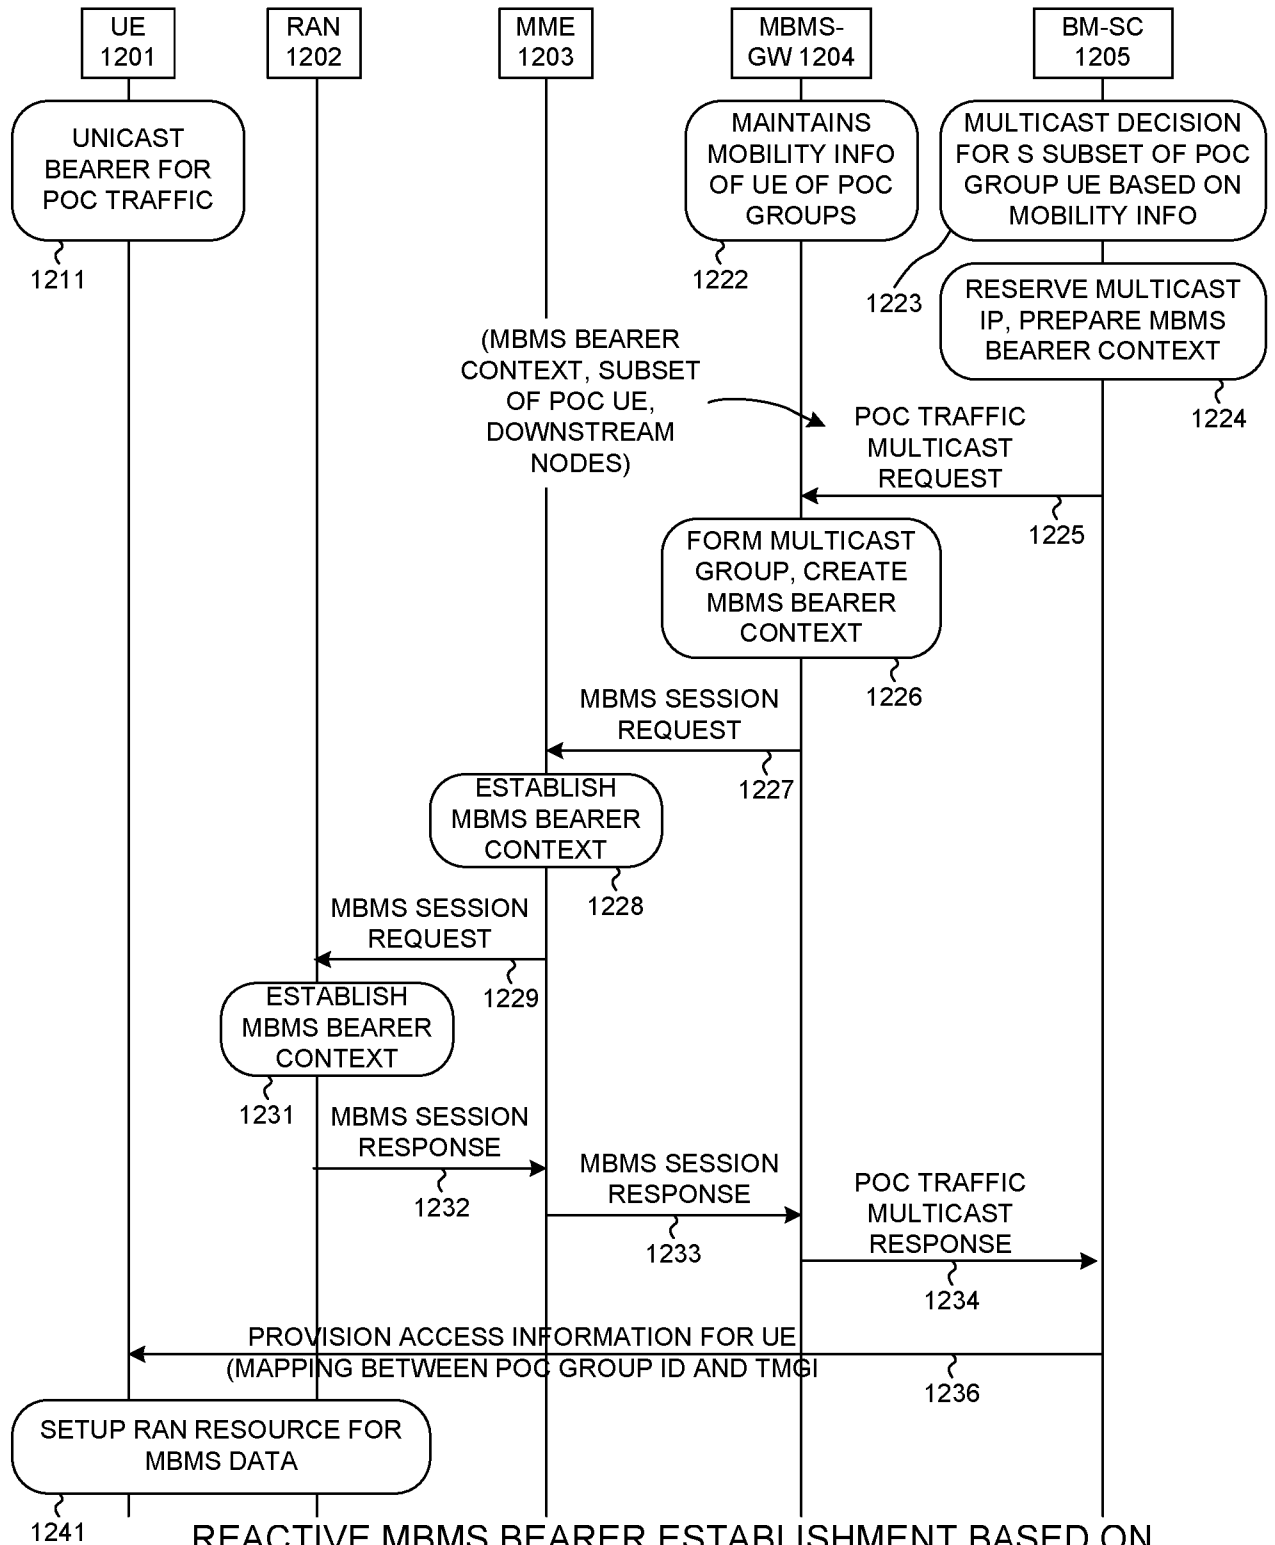 UE
1201
RAN
1202
MME
1203
MBMS-
GW 1204
BM-SC
1205
UNICAST
BEARER FOR
POC TRAFFIC
1211
MAINTAINS
MOBILITY INFO
OF UE OF POC
GROUPS
1222
MULTICAST DECISION
FOR S SUBSET OF POC
GROUP UE BASED ON
MOBILITY INFO
1223
RESERVE MULTICAST
IP, PREPARE MBMS
BEARER CONTEXT
1224
(MBMS BEARER
CONTEXT, SUBSET
OF POC UE,
DOWNSTREAM
NODES)
POC TRAFFIC
MULTICAST
REQUEST
1225
FORM MULTICAST
GROUP, CREATE
MBMS BEARER
CONTEXT
1226
MBMS SESSION
REQUEST
1227
ESTABLISH
MBMS BEARER
CONTEXT
1228
MBMS SESSION
REQUEST
1229
ESTABLISH
MBMS BEARER
CONTEXT
1231
MBMS SESSION
RESPONSE
1232
MBMS SESSION
RESPONSE
1233
POC TRAFFIC
MULTICAST
RESPONSE
1234
PROVISION ACCESS INFORMATION FOR UE
(MAPPING BETWEEN POC GROUP ID AND TMGI
1236
SETUP RAN RESOURCE FOR
MBMS DATA
1241
REACTIVE MBMS BEARER ESTABLISHMENT BASED ON